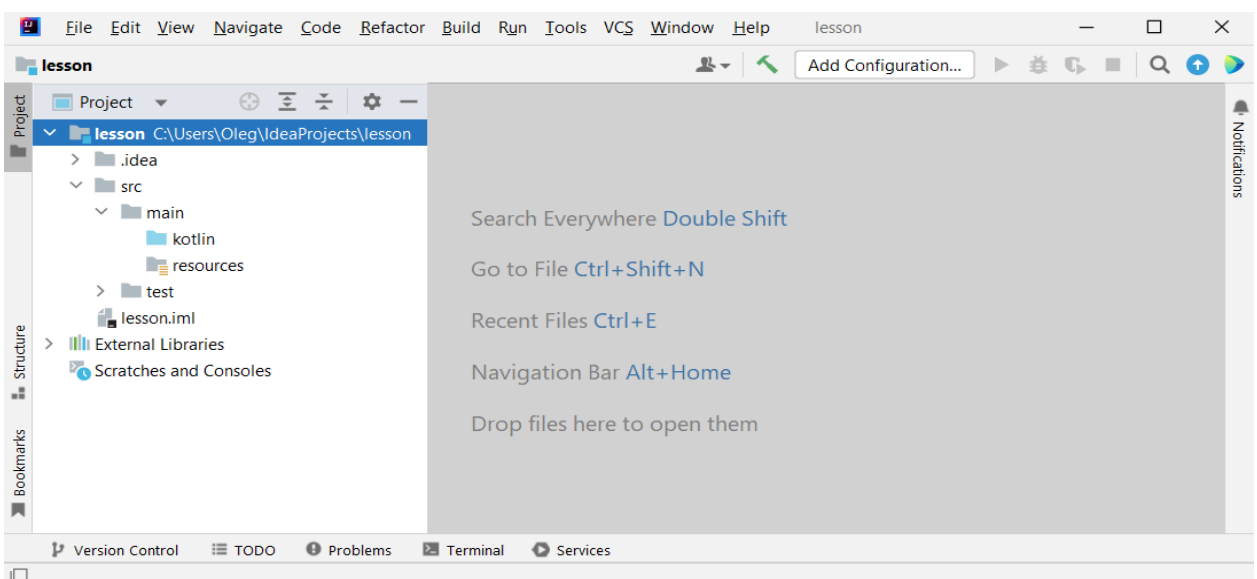 File Edit View Navigate Code Refactor Build Run Tools VCS Window Help lesson
lesson
Add Configuration...
Project
Project
lesson C:\Users\Oleg\IdeaProjects\lesson
.idea
src
main
kotlin
resources
test
lesson.iml
External Libraries
Scratches and Consoles
Structure
Bookmarks
Search Everywhere Double Shift
Go to File Ctrl+Shift+N
Recent Files Ctrl+E
Navigation Bar Alt+Home
Drop files here to open them
Notifications
Version Control TODO Problems Terminal Services